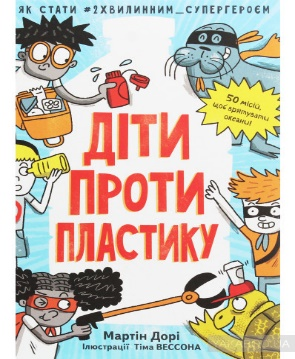 ЯК СТАТИ #2ХВИЛИННИМ_СУПЕРГЕРОЄМ
50 місій,
щоб врятувати
океани!
ДІТИ
ПРОТИ
ПЛАСТИКУ
Мартін Дорі
Ілюстрації Тіма ВЕССОНА